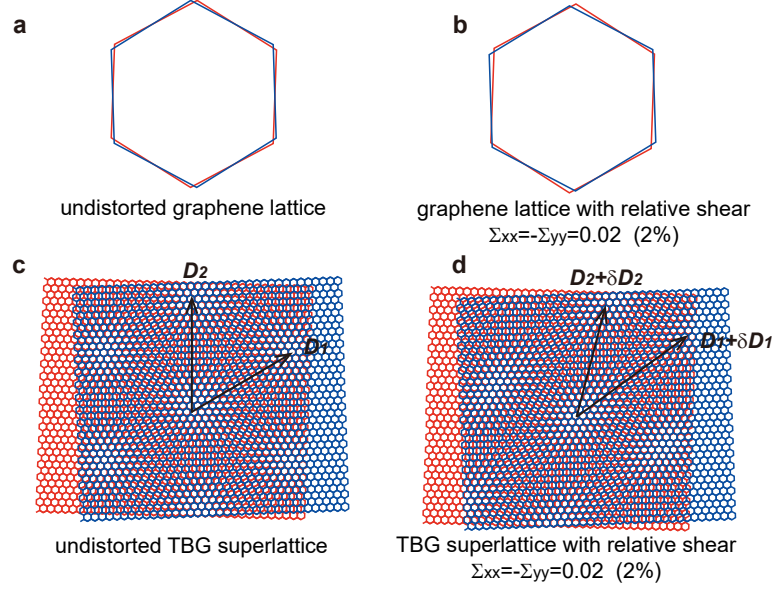 a
b
undistorted graphene lattice
graphene lattice with relative shear
Σxx=-Σyy=0.02 (2%)
c
d
D2
D1
D2+δD2
D1+δD1
undistorted TBG superlattice
TBG superlattice with relative shear
Σxx=-Σyy=0.02 (2%)